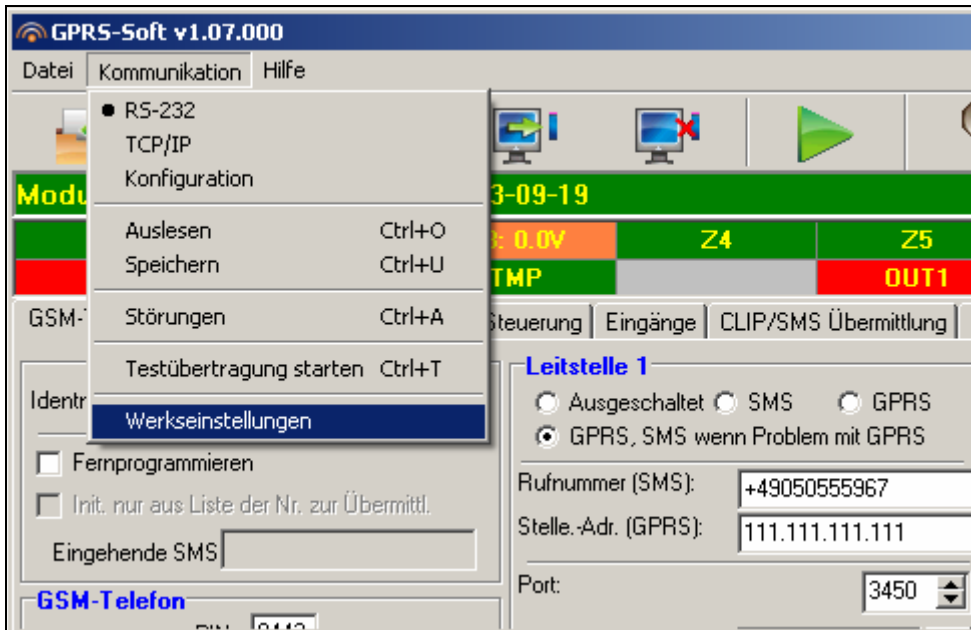 GPRS-Soft v1.07.000
Datei Kommunikation Hilfe
RS-232
TCP/IP
Konfiguration
3-09-19
Auslesen Ctrl+O
0.0V Z4 Z5
Speichern Ctrl+U
TMP OUT1
Störungen Ctrl+A
GSM- Steuerung Eingänge CLIP/SMS Übermittlung
Testübertragung starten Ctrl+T
Werkseinstellungen
Leitstelle 1
Ausgeschaltet SMS GPRS
GPRS, SMS wenn Problem mit GPRS
Fernprogrammieren
Init. nur aus Liste der Nr. zur Übermittl.
Eingehende SMS
Rufnummer (SMS): +49050555967
Stelle.-Adr. (GPRS): 111.111.111.111
Port: 3450
GSM-Telefon